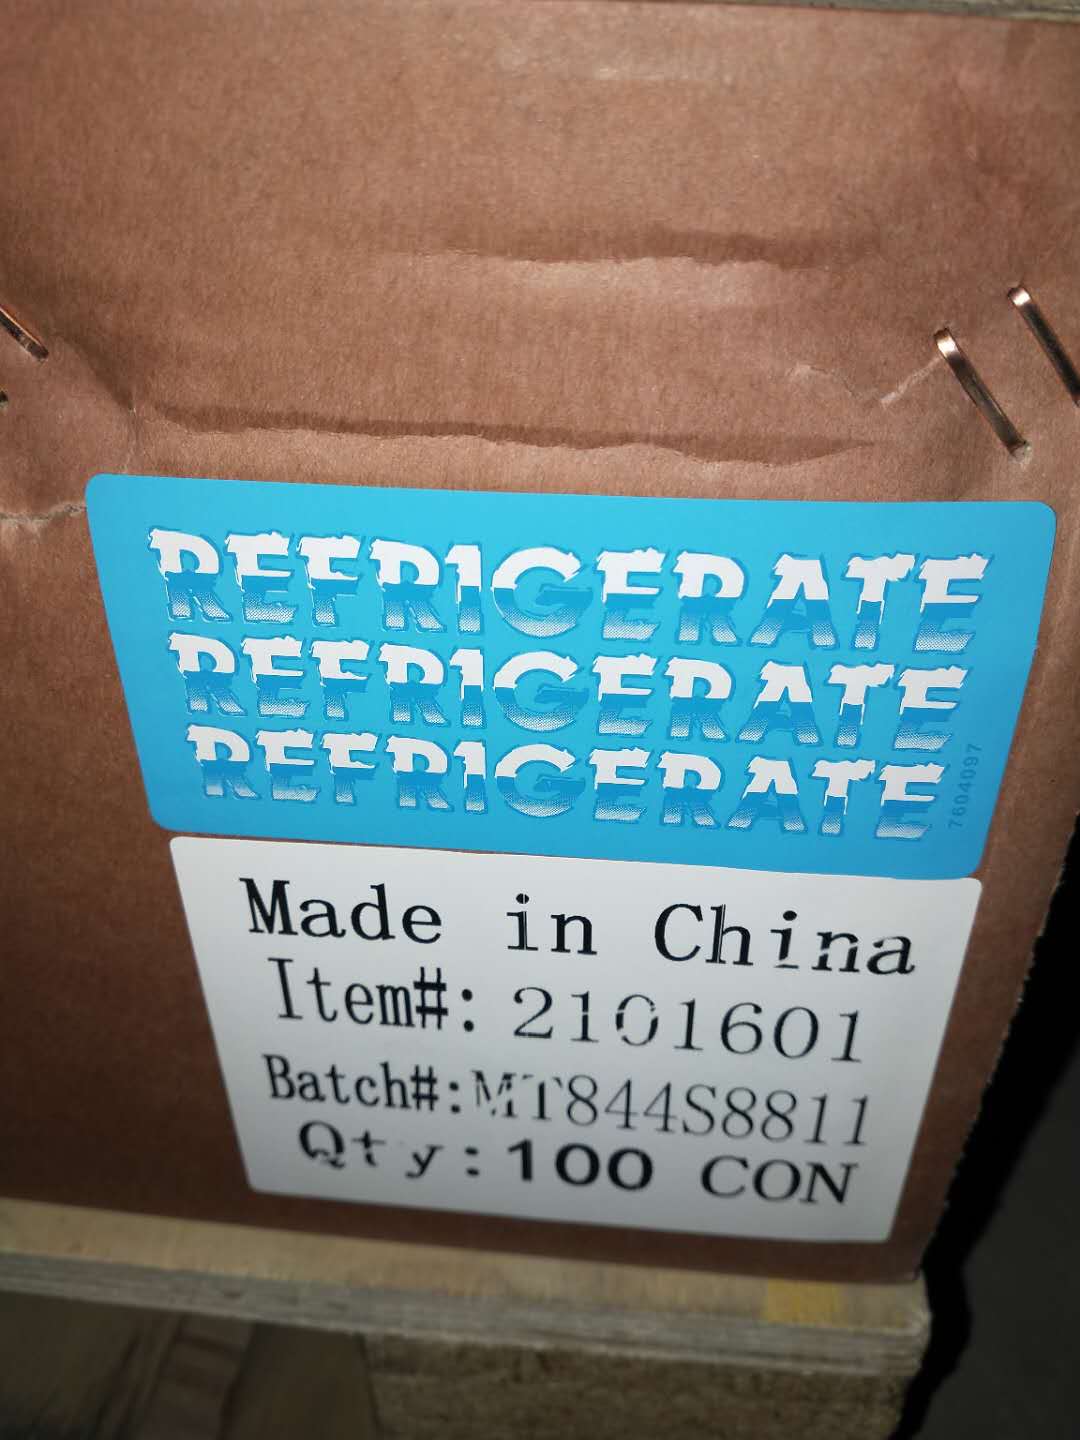 REFRIGERATE
REFRIGERATE
REFRIGERATE
7604097
Made in China
Item#: 2101601
Batch#:MT844S8811
Qty:100 CON